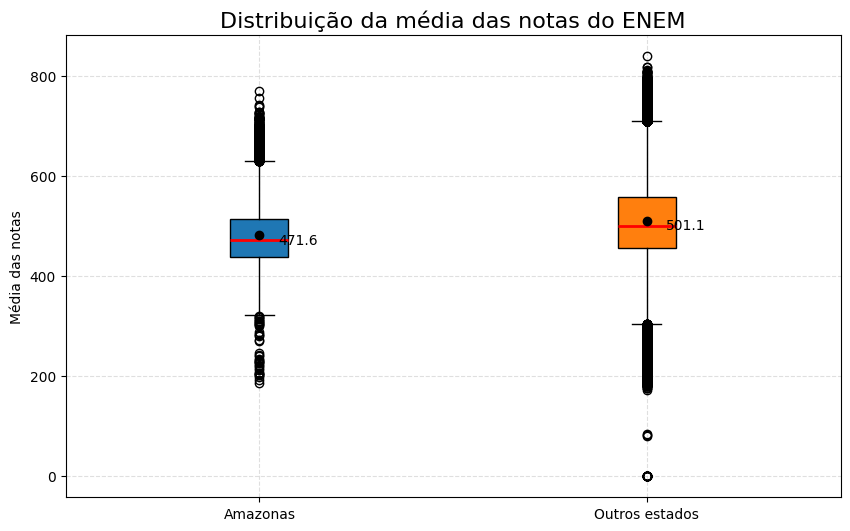 Distribuição da média das notas do ENEM
Média das notas
800
600
400
200
0
471.6
501.1
Amazonas
Outros estados